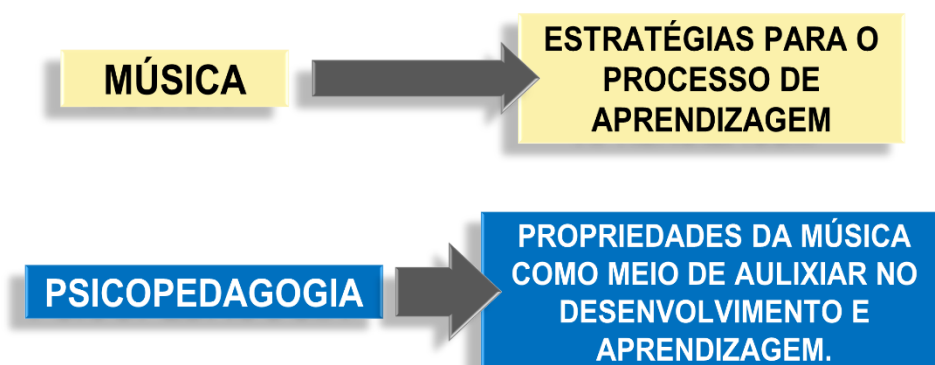 MÚSICA
ESTRATÉGIAS PARA O
PROCESSO DE
APRENDIZAGEM
PSICOPEDAGOGIA
PROPRIEDADES DA MÚSICA
COMO MEIO DE AULIXIAR NO
DESENVOLVIMENTO E
APRENDIZAGEM.